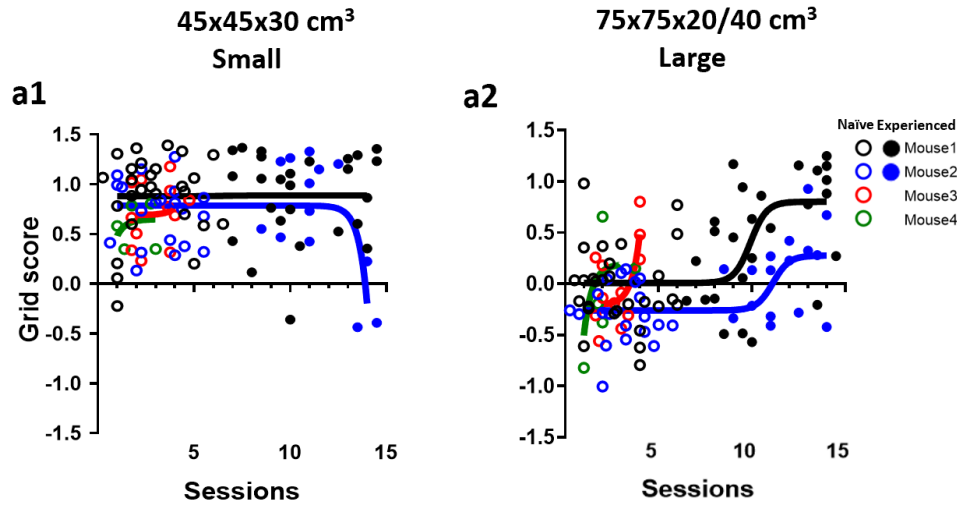 45x45x30 cm³
Small
75x75x20/40 cm³
Large
a1
a2
Naïve Experienced
Mouse1
Mouse2
Mouse3
Mouse4
Grid score
1.5
1.0
0.5
0.0
-0.5
-1.0
-1.5
5
10
15
Sessions
1.5
1.0
0.5
0.0
-0.5
-1.0
-1.5
5
10
15
Sessions